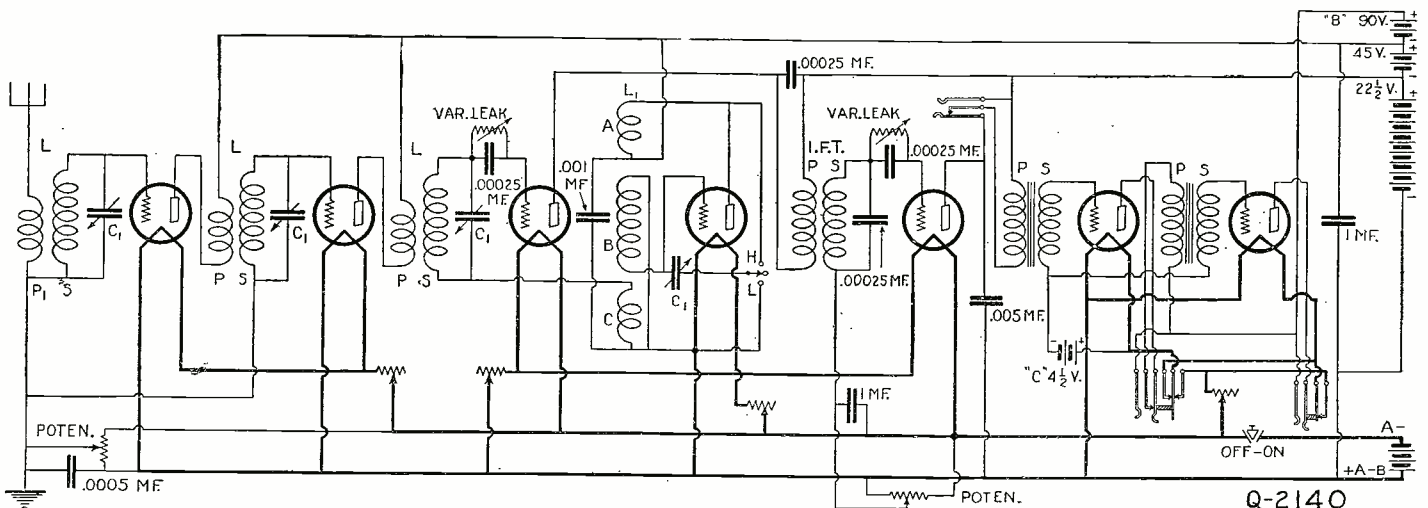 "B" 90V.
+
-
+
45 V.
-
22½ V.
+
-
.00025 MF.
L
L
L
VAR. LEAK
L₁
A
.001
MF
.00025
MF
VAR. LEAK
I.F.T.
P S
.00025 MF.
P S
P S
C₁
C₁
C₁
B
H
L
C₁
C
.00025 MF.
.005 MF.
1 MF.
P₁ S
P S
P S
- +
"C" 4½ V.
1 MF.
POTEN.
.0005 MF.
POTEN.
OFF-ON
A-
+A-B
Q-2140